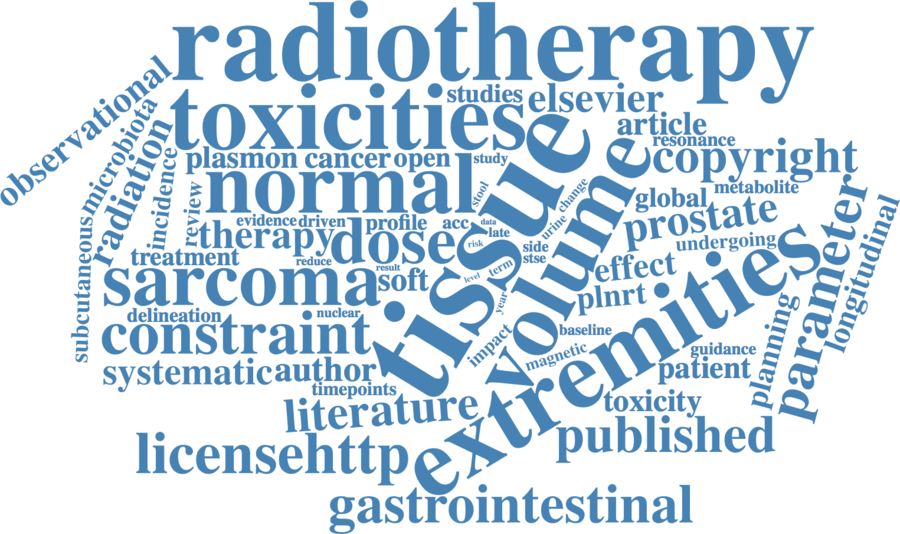 radiotherapy
observational
toxicities
studies
elsevier
tissue
article
resonance
microbiota
radiation
incidence
plasmon
cancer
open
study
copyright
volume
normal
stool
change
global
metabolite
review
evidence
driven
profile
acc
data
late
urine
prostate
parameter
longitudinal
subcutaneous
therapy
dose
risk
side
undergoing
treatment
reduce
result
soft
level
term
stse
effect
extremities
sarcoma
year
plnrt
delineation
nuclear
constraint
impact
baseline
planning
magnetic
guidance
systematic
author
patient
timepoints
literature
toxicity
licensehttp
published
gastrointestinal